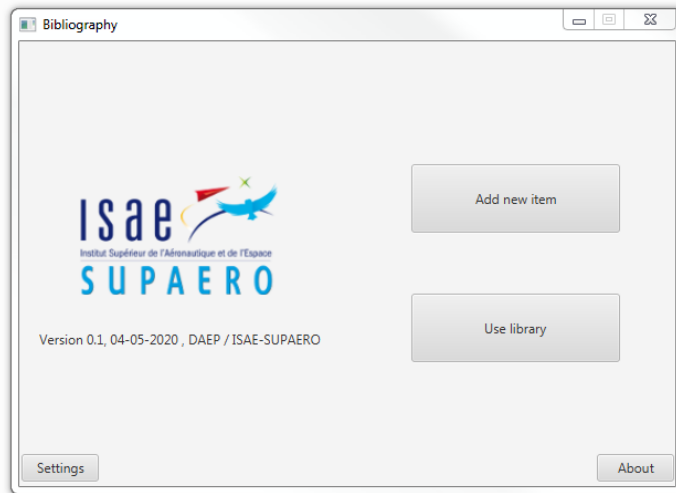 Bibliography
Isae
Institut Supérieur de l'Aéronautique et de l'Espace
SUPAERO
Version 0.1, 04-05-2020 , DAEP / ISAE-SUPAERO
Add new item
Use library
Settings
About